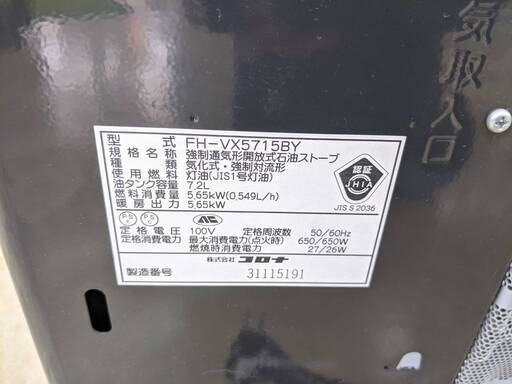 気取入口
型式 FH-VX5715BY
規格名称 強制通気形開放式石油ストーブ
種類 気化式・強制対流形
使用燃料 灯油(JIS1号灯油)
油タンク容量 7.2L
燃料消費量 5.65kW(0.549L/h)
暖房出力 5.65kW
認証
JHIA
JIS S 2036
PS
C
定格電圧 100V 定格周波数 50/60Hz
定格消費電力 最大消費電力(点火時) 650/650W
燃焼時消費電力 27/26W
株式会社 コロナ
製造番号 31115191